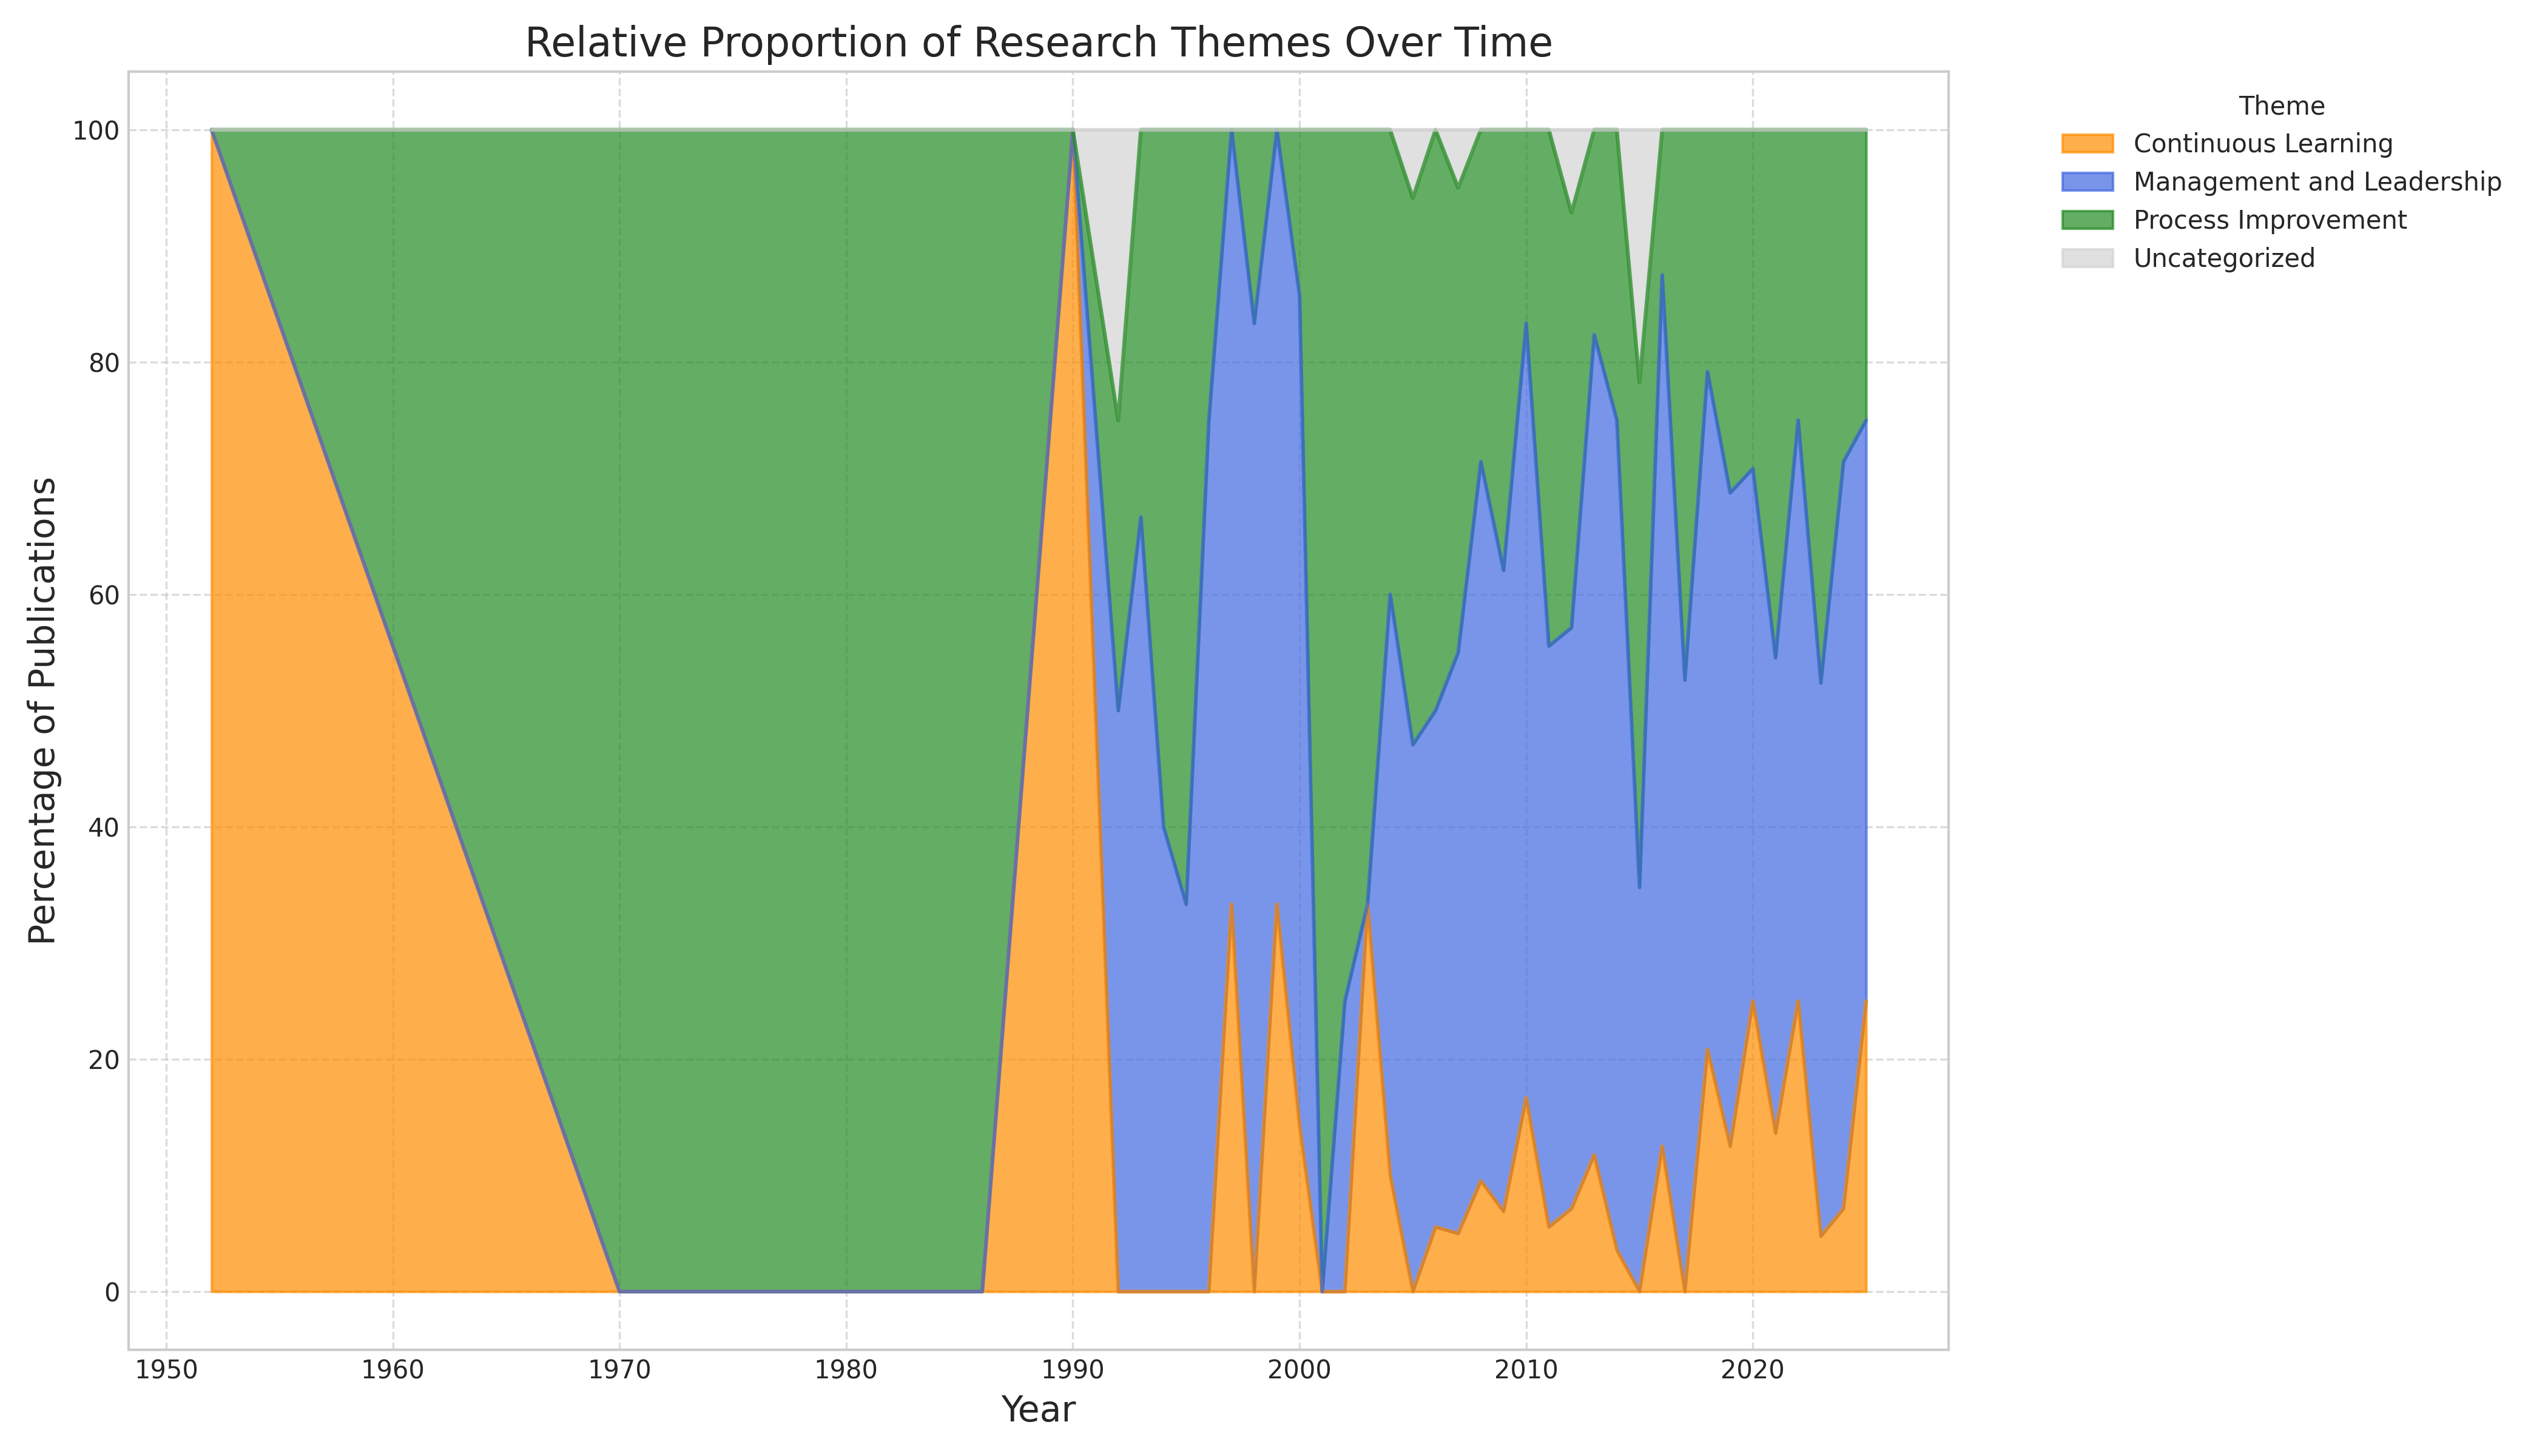 Relative Proportion of Research Themes Over Time
Percentage of Publications
100
80
60
40
20
0
1950 1960 1970 1980 1990 2000 2010 2020
Year
Theme
Continuous Learning
Management and Leadership
Process Improvement
Uncategorized